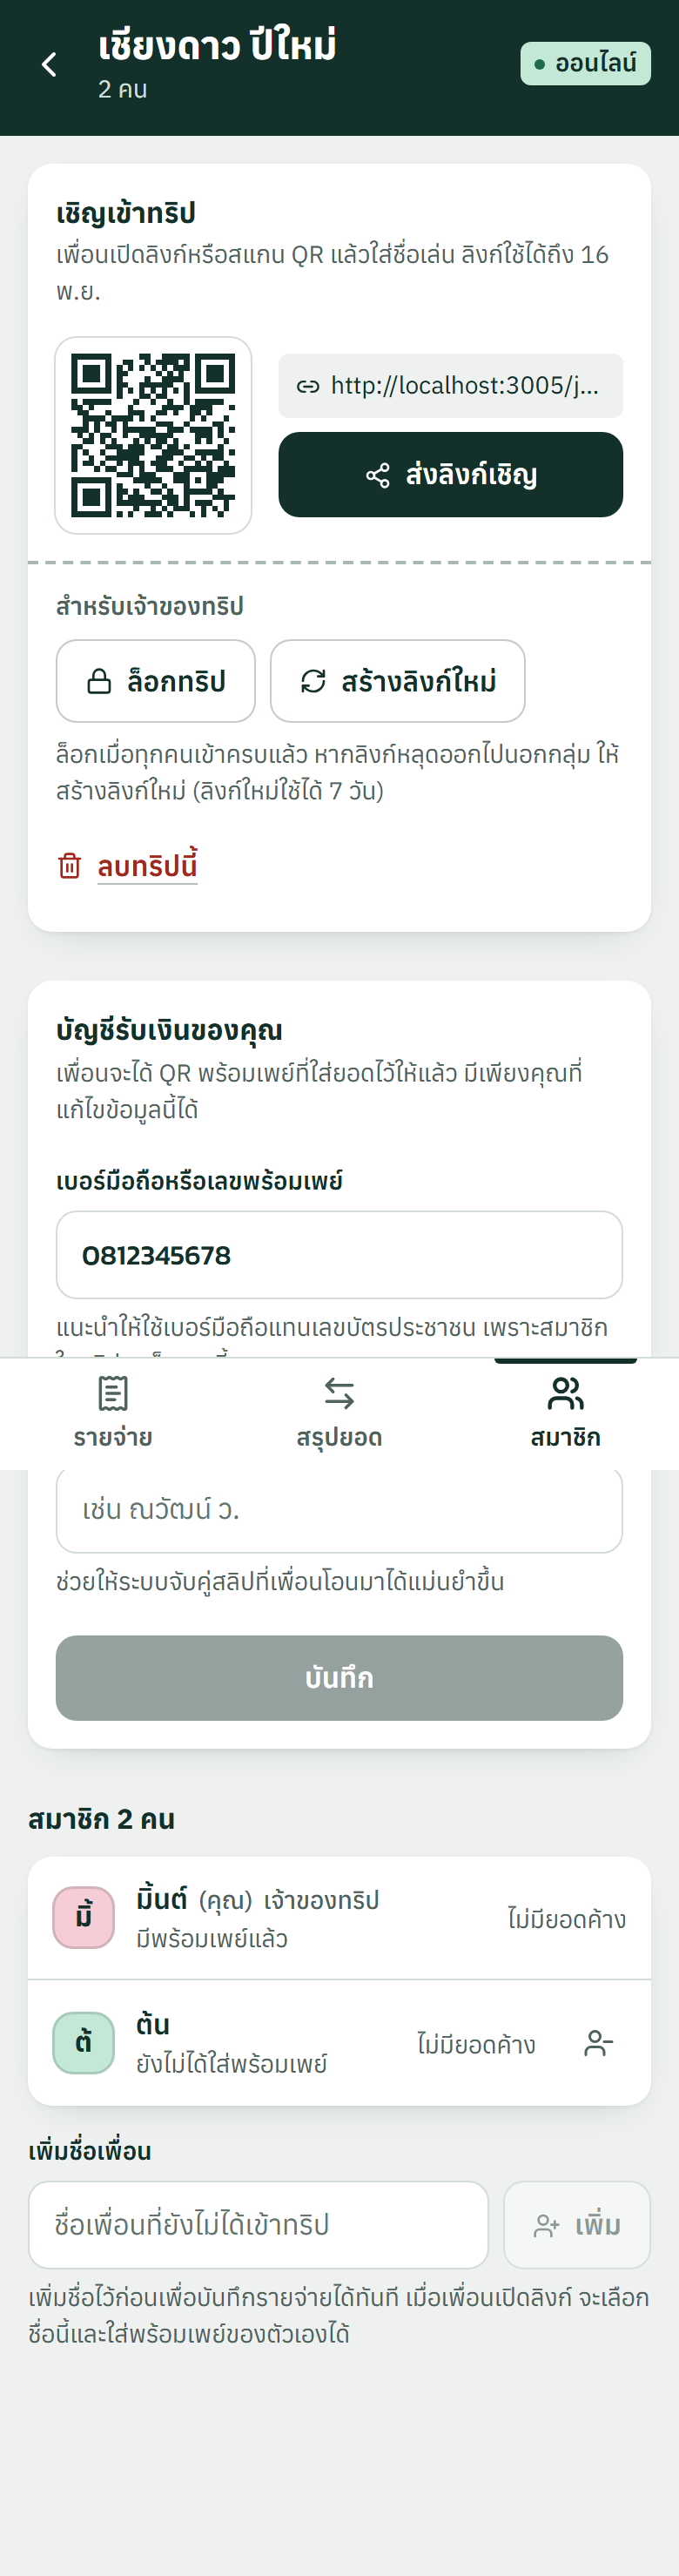 เชียงดาว ปีใหม่
2 คน
ออนไลน์
เชิญเข้าทริป
เพื่อนเปิดลิงก์หรือสแกน QR แล้วใส่ชื่อเล่น ลิงก์ใช้ได้ถึง 16
พ.ย.
http://localhost:3005/j...
ส่งลิงก์เชิญ
สำหรับเจ้าของทริป
ล็อกทริป
สร้างลิงก์ใหม่
ล็อกเมื่อทุกคนเข้าครบแล้ว หากลิงก์หลุดออกไปนอกกลุ่ม ให้
สร้างลิงก์ใหม่ (ลิงก์ใหม่ใช้ได้ 7 วัน)
ลบทริปนี้
บัญชีรับเงินของคุณ
เพื่อนจะได้ QR พร้อมเพย์ที่ใส่ยอดไว้ให้แล้ว มีเพียงคุณที่
แก้ไขข้อมูลนี้ได้
เบอร์มือถือหรือเลขพร้อมเพย์
0812345678
แนะนำให้ใช้เบอร์มือถือแทนเลขบัตรประชาชน เพราะสมาชิก
รายจ่าย
สรุปยอด
สมาชิก
เช่น ณวัฒน์ ว.
ช่วยให้ระบบจับคู่สลิปที่เพื่อนโอนมาได้แม่นยำขึ้น
บันทึก
สมาชิก 2 คน
มิ้
มิ้นต์ (คุณ) เจ้าของทริป
มีพร้อมเพย์แล้ว
ไม่มียอดค้าง
ต้
ต้น
ยังไม่ได้ใส่พร้อมเพย์
ไม่มียอดค้าง
เพิ่มชื่อเพื่อน
ชื่อเพื่อนที่ยังไม่ได้เข้าทริป
เพิ่ม
เพิ่มชื่อไว้ก่อนเพื่อบันทึกรายจ่ายได้ทันที เมื่อเพื่อนเปิดลิงก์ จะเลือก
ชื่อนี้และใส่พร้อมเพย์ของตัวเองได้